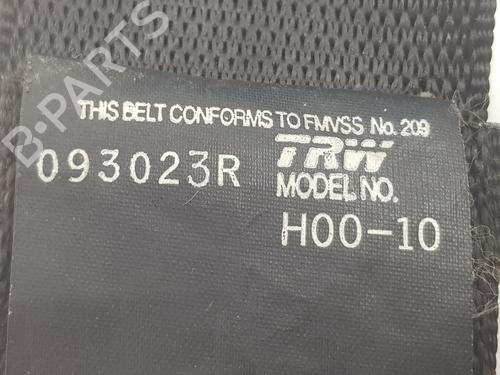 B-PARTS
THIS BELT CONFORMS TO FMVSS No. 209
093023R TRW
MODEL NO.
H00-10